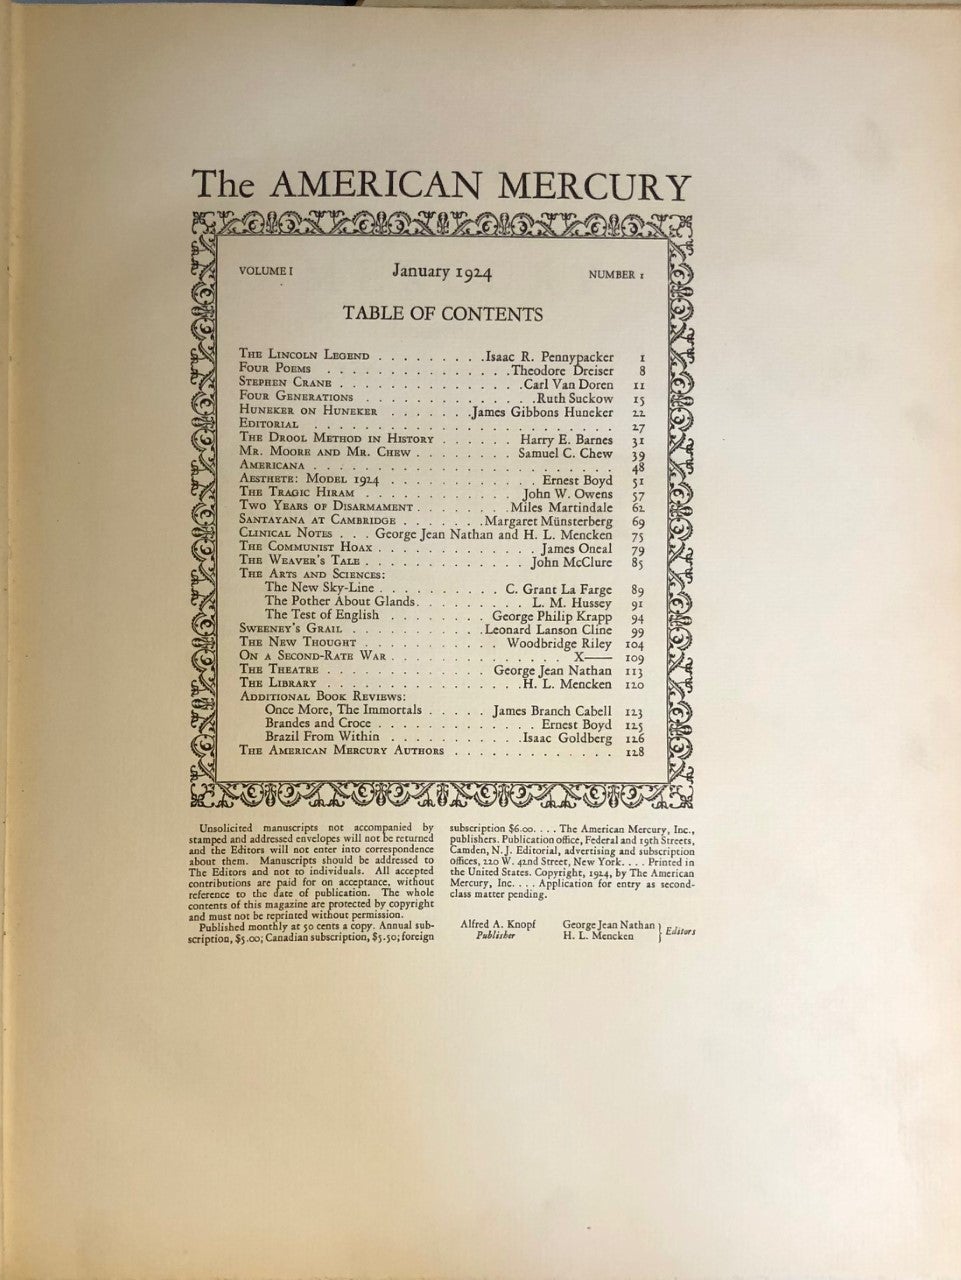 The AMERICAN MERCURY
VOLUME I January 1924 NUMBER 1
TABLE OF CONTENTS
THE LINCOLN LEGEND . . . . . . . . . Isaac R. Pennypacker 1
FOUR POEMS . . . . . . . . . . . . . . . Theodore Dreiser 8
STEPHEN CRANE . . . . . . . . . . . . . . . Carl Van Doren 11
FOUR GENERATIONS . . . . . . . . . . . . . . Ruth Suckow 15
HUNEKER ON HUNEKER . . . . . . . James Gibbons Huneker 22
EDITORIAL . . . . . . . . . . . . . . . . . . . . . . . 27
THE DROOL METHOD IN HISTORY . . . . . . Harry E. Barnes 31
MR. MOORE AND MR. CHEW . . . . . . . . Samuel C. Chew 39
AMERICANA . . . . . . . . . . . . . . . . . . . . . . . 48
AESTHETE: MODEL 1924 . . . . . . . . . . . . Ernest Boyd 51
THE TRAGIC HIRAM . . . . . . . . . . . . John W. Owens 57
TWO YEARS OF DISARMAMENT . . . . . . . . Miles Martindale 62
SANTAYANA AT CAMBRIDGE . . . . . . . Margaret Münsterberg 69
CLINICAL NOTES . . . George Jean Nathan and H. L. Mencken 75
THE COMMUNIST HOAX . . . . . . . . . . . . . James Oneal 79
THE WEAVER'S TALE . . . . . . . . . . . . . John McClure 85
THE ARTS AND SCIENCES:
The New Sky-Line . . . . . . . . . . C. Grant La Farge 89
The Pother About Glands. . . . . . . . . L. M. Hussey 91
The Test of English . . . . . . . . George Philip Krapp 94
SWEENEY'S GRAIL . . . . . . . . . . . Leonard Lanson Cline 99
THE NEW THOUGHT . . . . . . . . . . . Woodbridge Riley 104
ON A SECOND-RATE WAR . . . . . . . . . . . . . . X—— 109
THE THEATRE . . . . . . . . . . . . . George Jean Nathan 113
THE LIBRARY . . . . . . . . . . . . . . . . H. L. Mencken 120
ADDITIONAL BOOK REVIEWS:
Once More, The Immortals . . . . . James Branch Cabell 123
Brandes and Croce . . . . . . . . . . . . . Ernest Boyd 125
Brazil From Within . . . . . . . . . . . Isaac Goldberg 126
THE AMERICAN MERCURY AUTHORS . . . . . . . . . . . . . 128
Unsolicited manuscripts not accompanied by
stamped and addressed envelopes will not be returned
and the Editors will not enter into correspondence
about them. Manuscripts should be addressed to
The Editors and not to individuals. All accepted
contributions are paid for on acceptance, without
reference to the date of publication. The whole
contents of this magazine are protected by copyright
and must not be reprinted without permission.
Published monthly at 50 cents a copy. Annual sub-
scription, $5.00; Canadian subscription, $5.50; foreign
subscription $6.00. . . . The American Mercury, Inc.,
publishers. Publication office, Federal and 19th Streets,
Camden, N. J. Editorial, advertising and subscription
offices, 220 W. 42nd Street, New York. . . . Printed in
the United States. Copyright, 1924, by The American
Mercury, Inc. . . . Application for entry as second-
class matter pending.
Alfred A. Knopf
Publisher
George Jean Nathan
H. L. Mencken
Editors